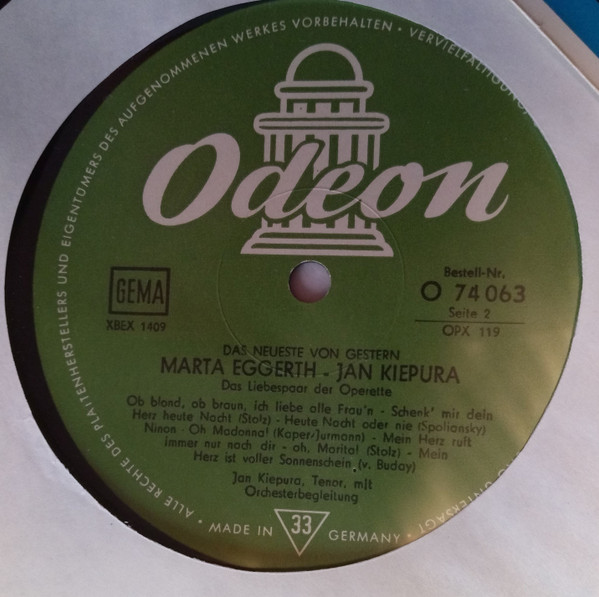 ALLE RECHTE DES PLATTENHERSTELLERS UND EIGENTÜMERS DES AUFGENOMMENEN WERKES VORBEHALTEN • VERVIELFÄLTIGUNG
UNTERSAGT •
Odeon
GEMA
XBEX 1409
Bestell-Nr.
O 74 063
Seite 2
OPX 119
DAS NEUESTE VON GESTERN
MARTA EGGERTH - JAN KIEPURA
Das Liebespaar der Operette
Ob blond, ob braun, ich liebe alle Frau'n - Schenk' mir dein
Herz heute Nacht (Stolz) - Heute Nacht oder nie (Spoliansky)
Ninon - Oh Madonna! (Kaper/Jurmann) - Mein Herz ruft
immer nur nach dir - oh, Marita! (Stolz) - Mein
Herz ist voller Sonnenschein (v. Buday)
Jan Kiepura, Tenor, mit
Orchesterbegleitung
MADE IN 33 GERMANY